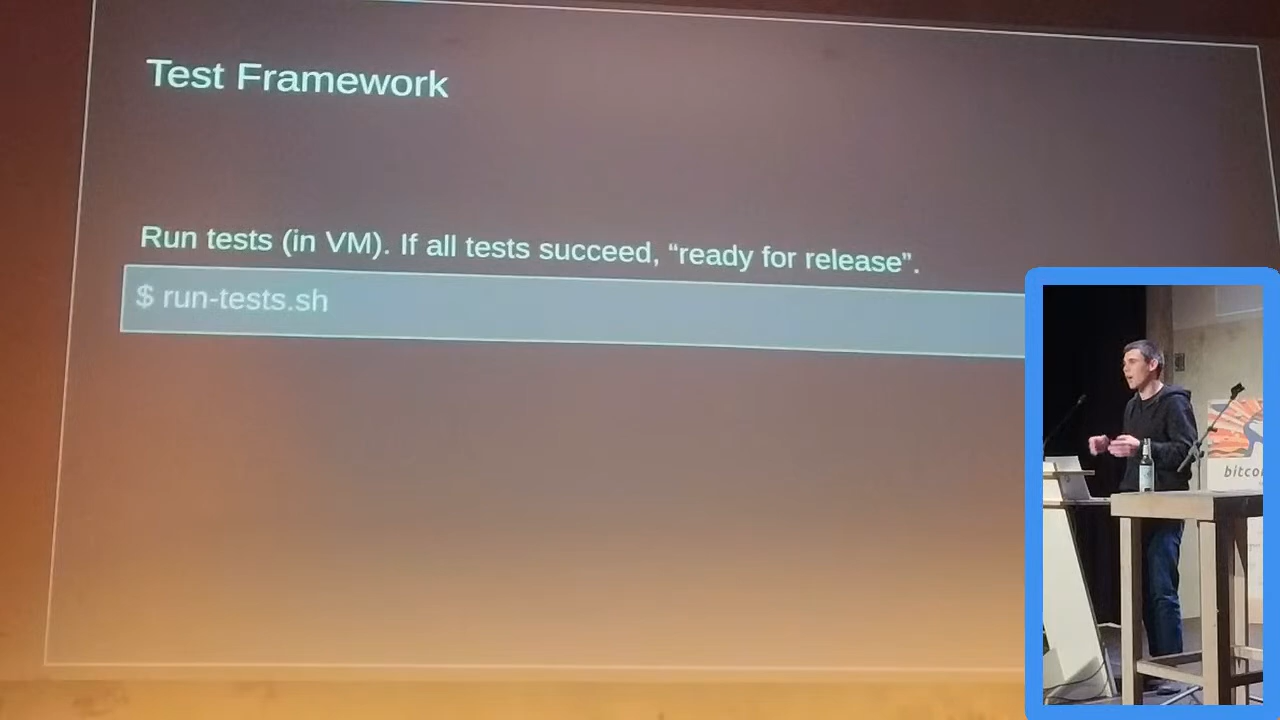 Test Framework
Run tests (in VM). If all tests succeed, “ready for release”.
$ run-tests.sh
bitco